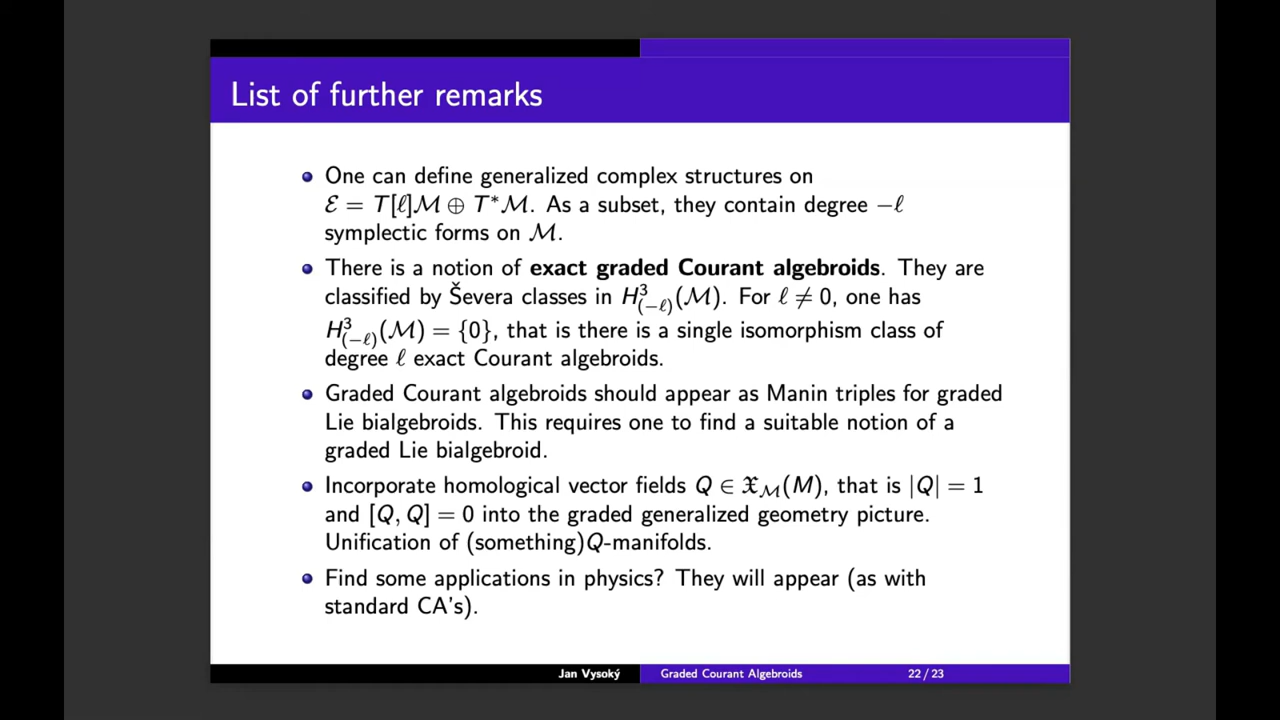 List of further remarks
One can define generalized complex structures on
ℰ = T[ℓ]ℳ ⊕ T*ℳ. As a subset, they contain degree −ℓ
symplectic forms on ℳ.
There is a notion of exact graded Courant algebroids. They are
classified by Ševera classes in H³₍₋ℓ₎(ℳ). For ℓ ≠ 0, one has
H³₍₋ℓ₎(ℳ) = {0}, that is there is a single isomorphism class of
degree ℓ exact Courant algebroids.
Graded Courant algebroids should appear as Manin triples for graded
Lie bialgebroids. This requires one to find a suitable notion of a
graded Lie bialgebroid.
Incorporate homological vector fields Q ∈ 𝔛_ℳ(M), that is |Q| = 1
and [Q, Q] = 0 into the graded generalized geometry picture.
Unification of (something)Q-manifolds.
Find some applications in physics? They will appear (as with
standard CA's).
Jan Vysoký Graded Courant Algebroids 22 / 23